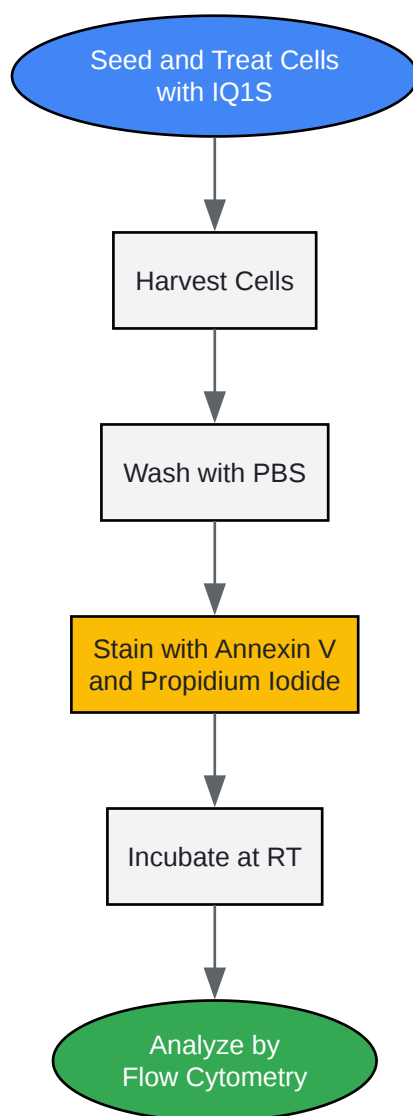 Seed and Treat Cells
with IQ1S
Harvest Cells
Wash with PBS
Stain with Annexin V
and Propidium Iodide
Incubate at RT
Analyze by
Flow Cytometry